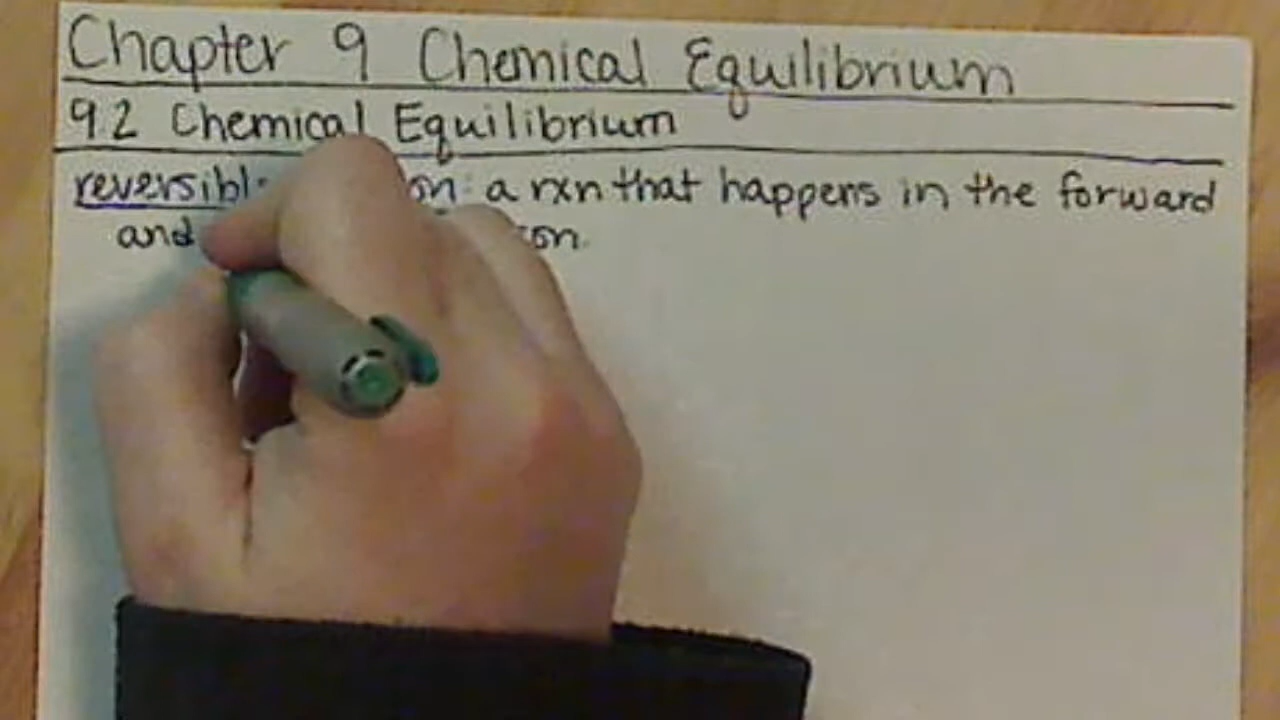 Chapter 9 Chemical Equilibrium
9.2 Chemical Equilibrium
a rxn that happens in the forward
and